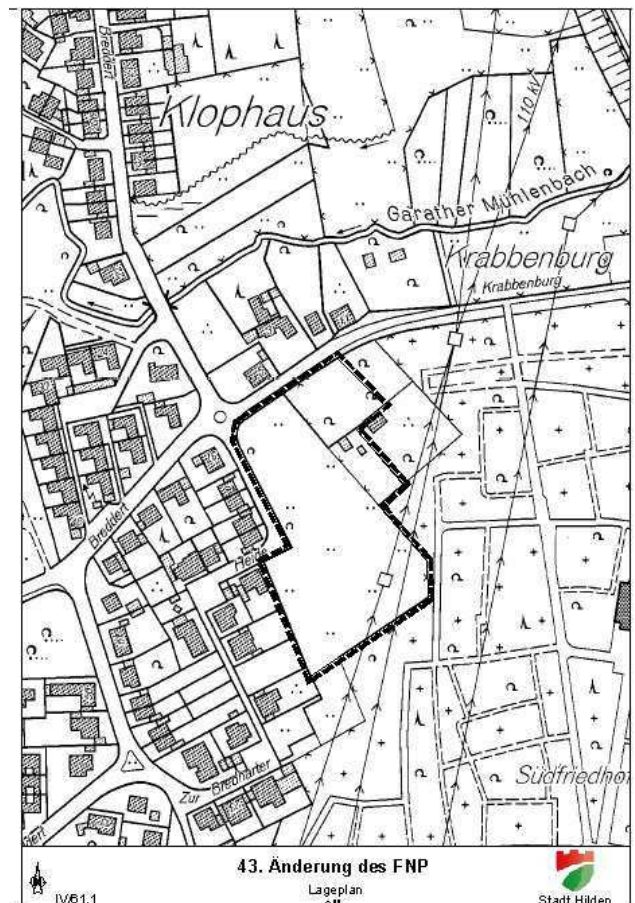 Breddert
Klophaus
110 kV
Garather Mühlenbach
Krabbenburg
Krabbenburg
Breddert
Heide
Südfriedhof
Zur Bredharter
43. Änderung des FNP
Lageplan
IV/61.1
Stadt Hilden